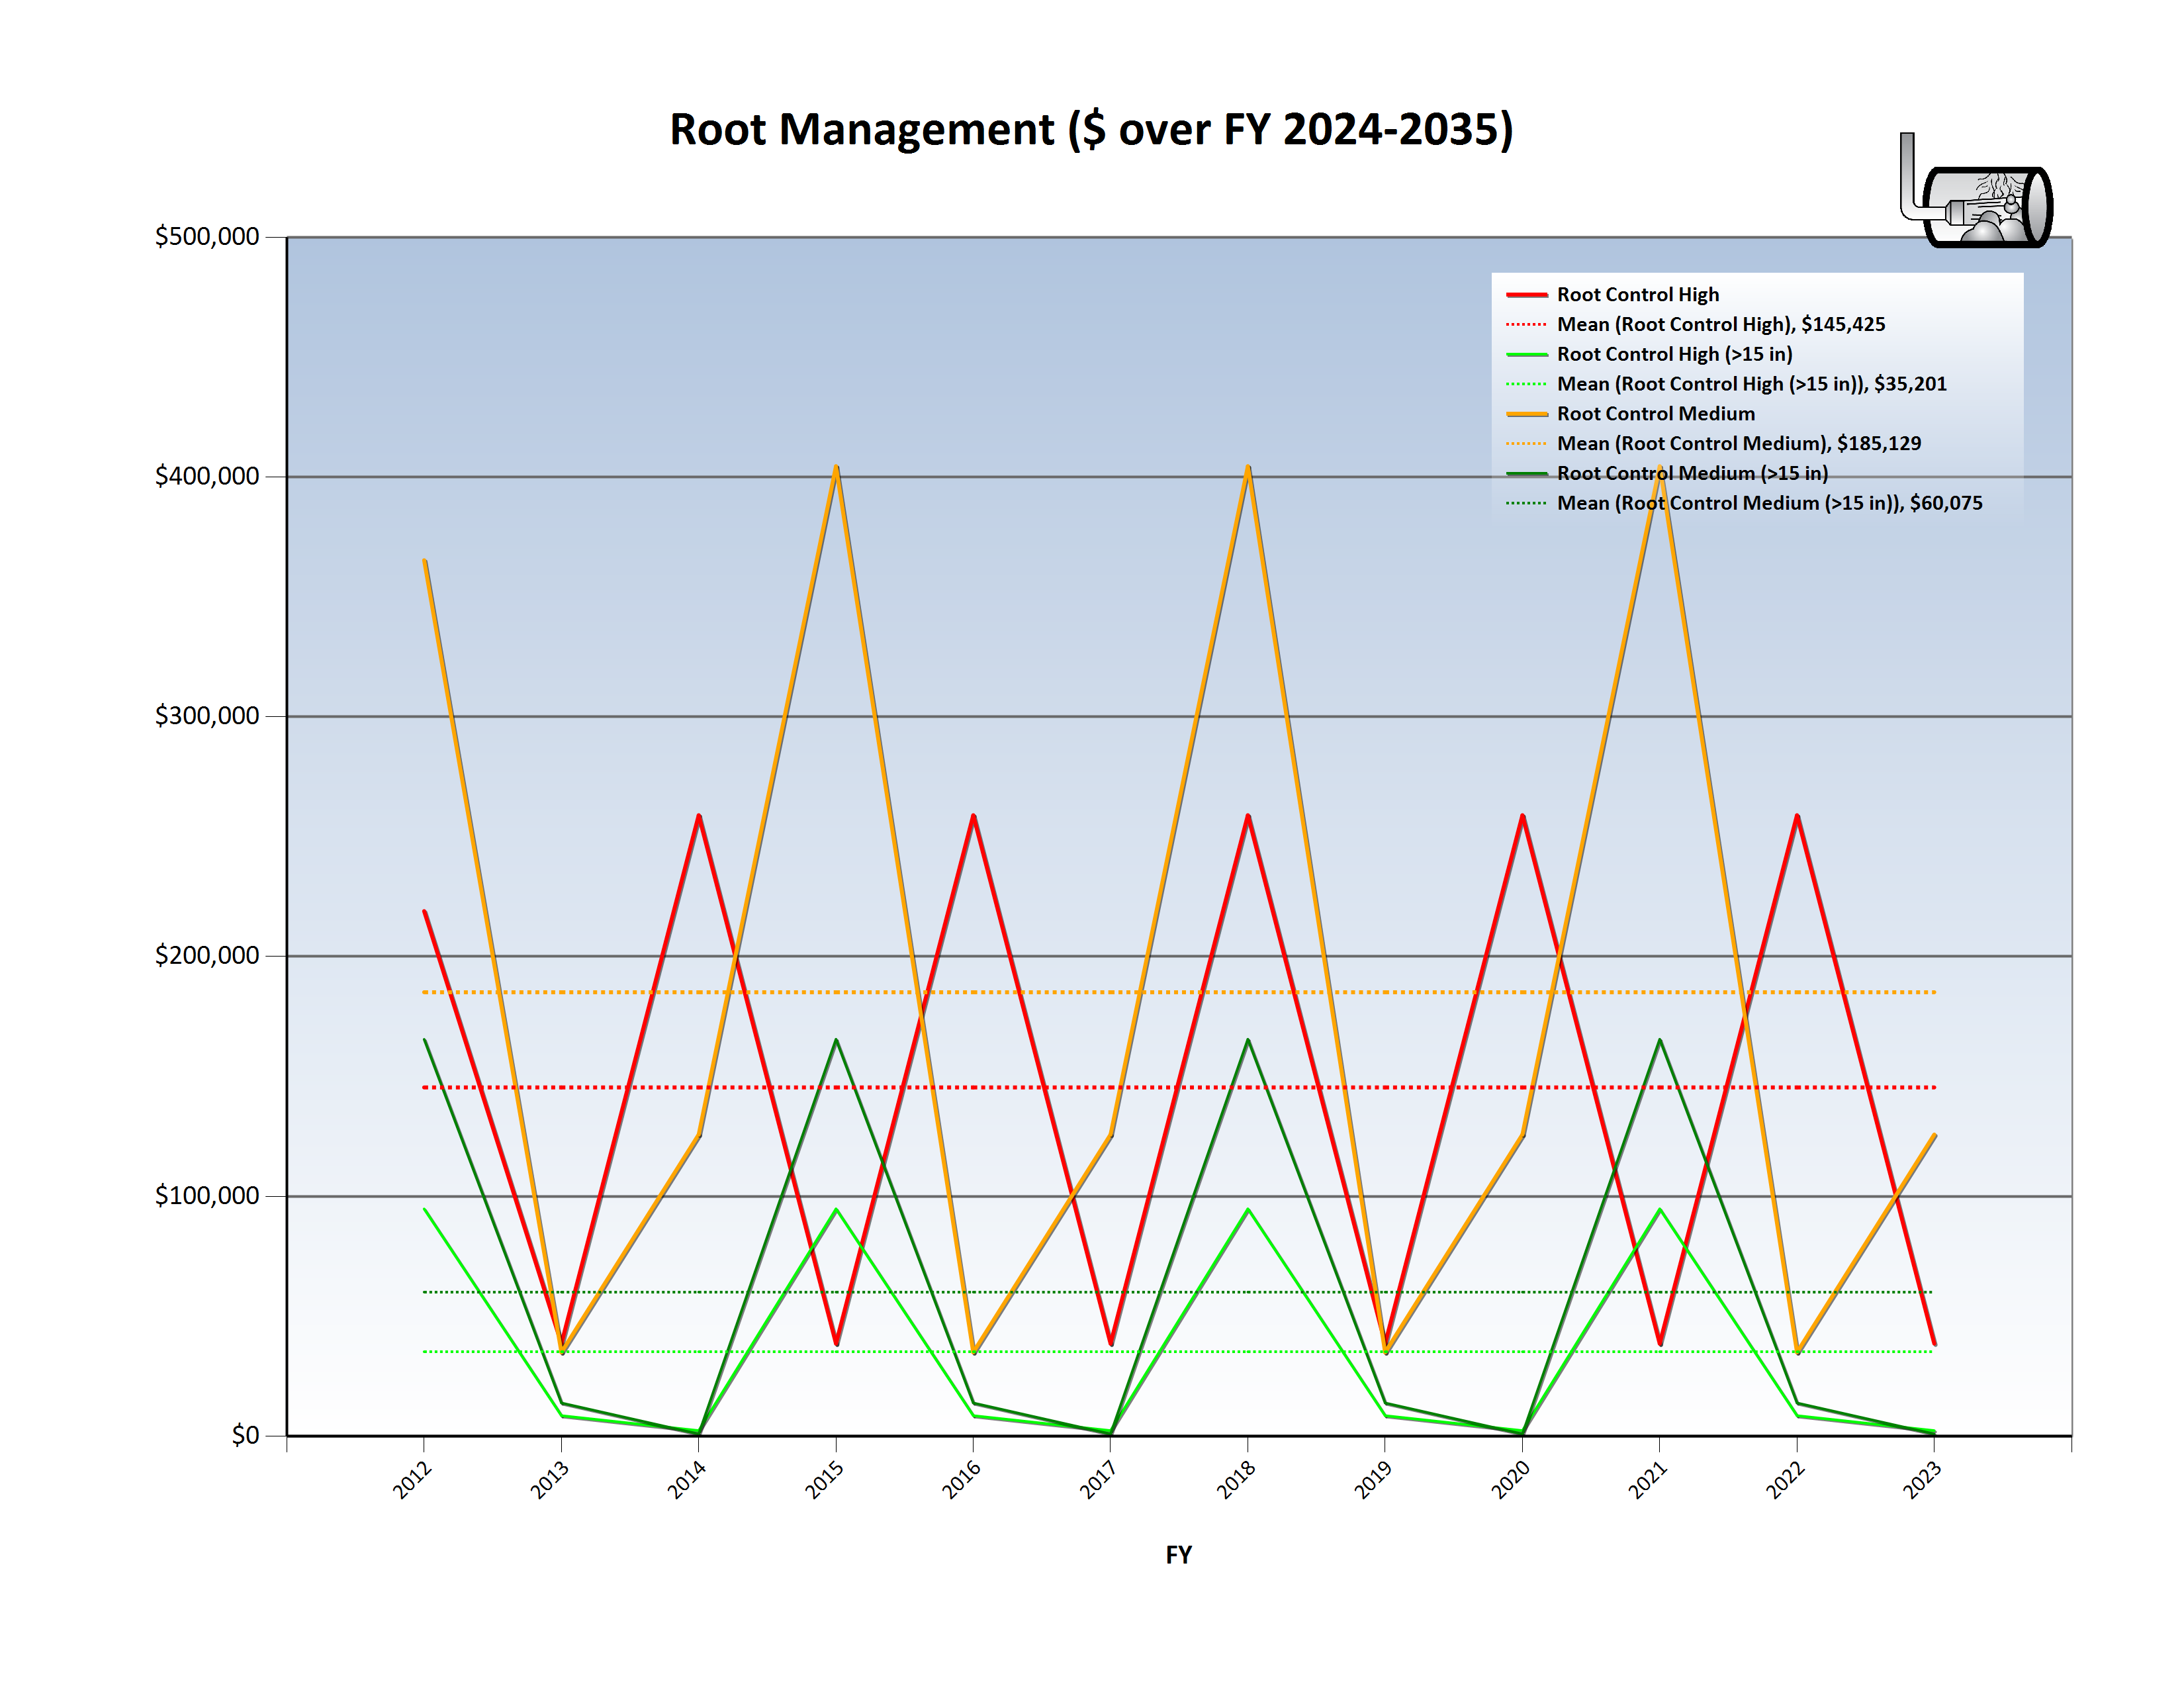 Root Management ($ over FY 2024-2035)
$500,000
$400,000
$300,000
$200,000
$100,000
$0
Root Control High
Mean (Root Control High), $145,425
Root Control High (>15 in)
Mean (Root Control High (>15 in)), $35,201
Root Control Medium
Mean (Root Control Medium), $185,129
Root Control Medium (>15 in)
Mean (Root Control Medium (>15 in)), $60,075
2012
2013
2014
2015
2016
2017
2018
2019
2020
2021
2022
2023
FY